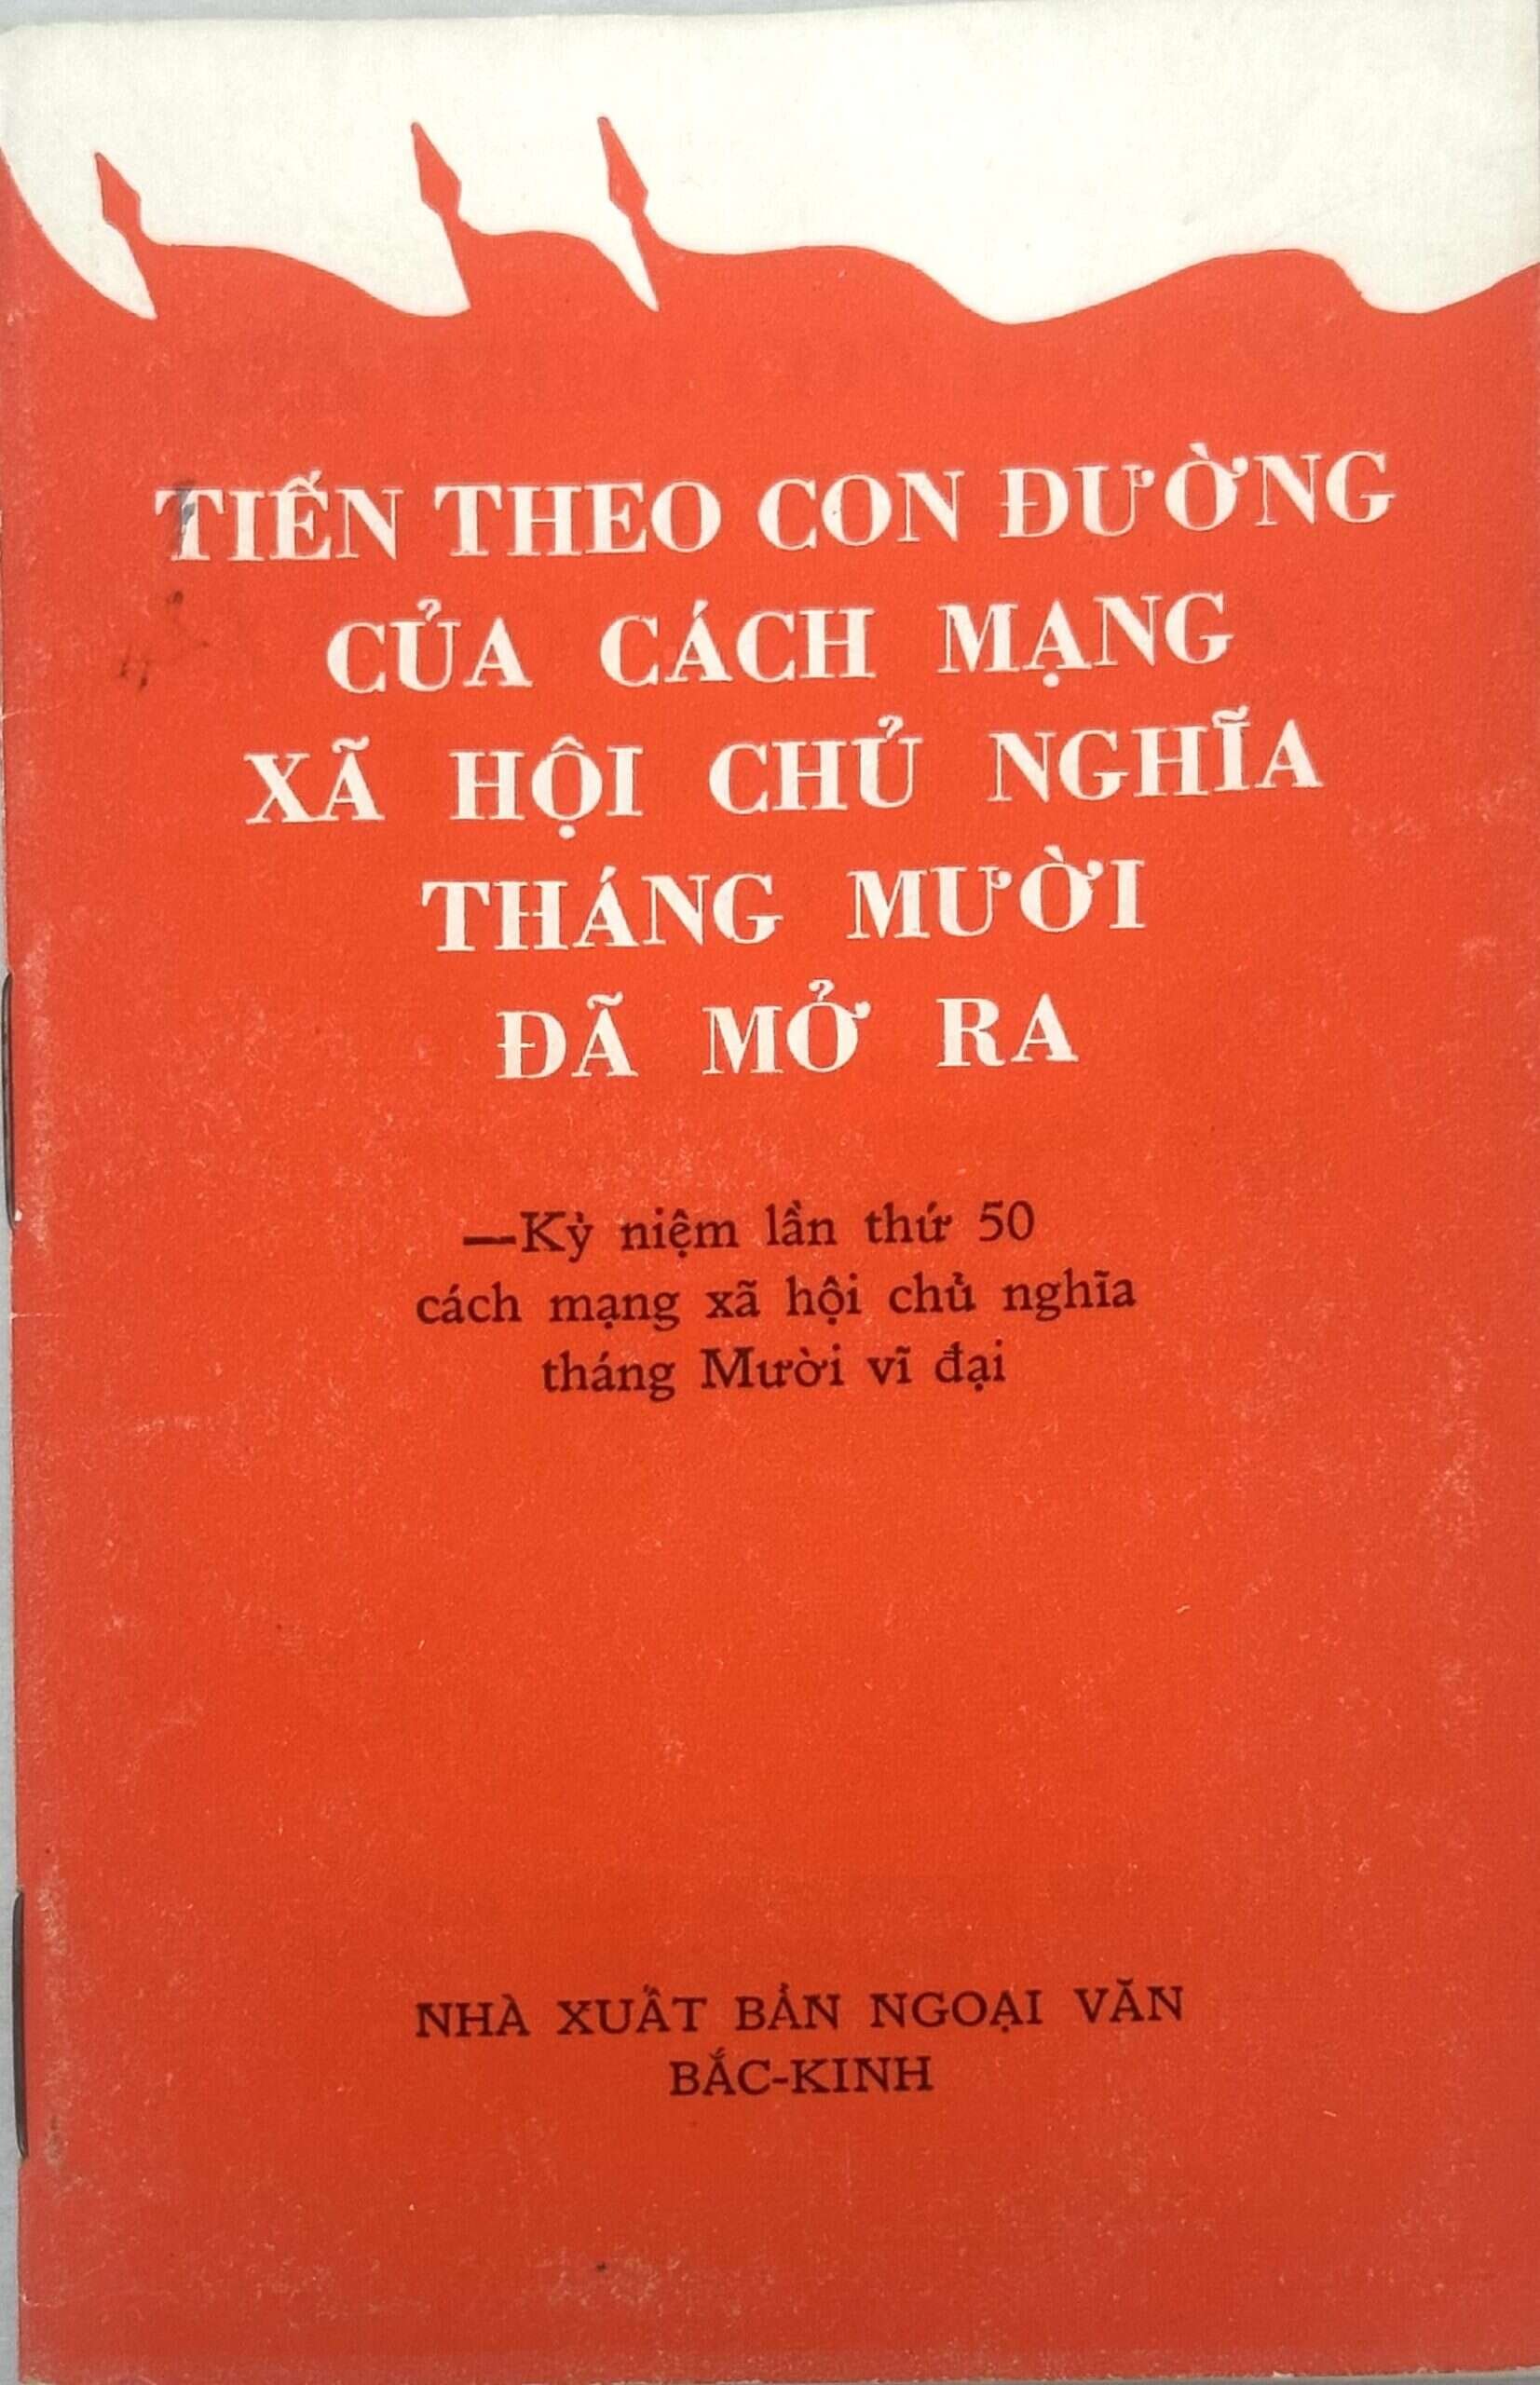 TIẾN THEO CON ĐƯỜNG
CỦA CÁCH MẠNG
XÃ HỘI CHỦ NGHĨA
THÁNG MƯỜI
ĐÃ MỞ RA
—Kỷ niệm lần thứ 50
cách mạng xã hội chủ nghĩa
tháng Mười vĩ đại
NHÀ XUẤT BẢN NGOẠI VĂN
BẮC-KINH